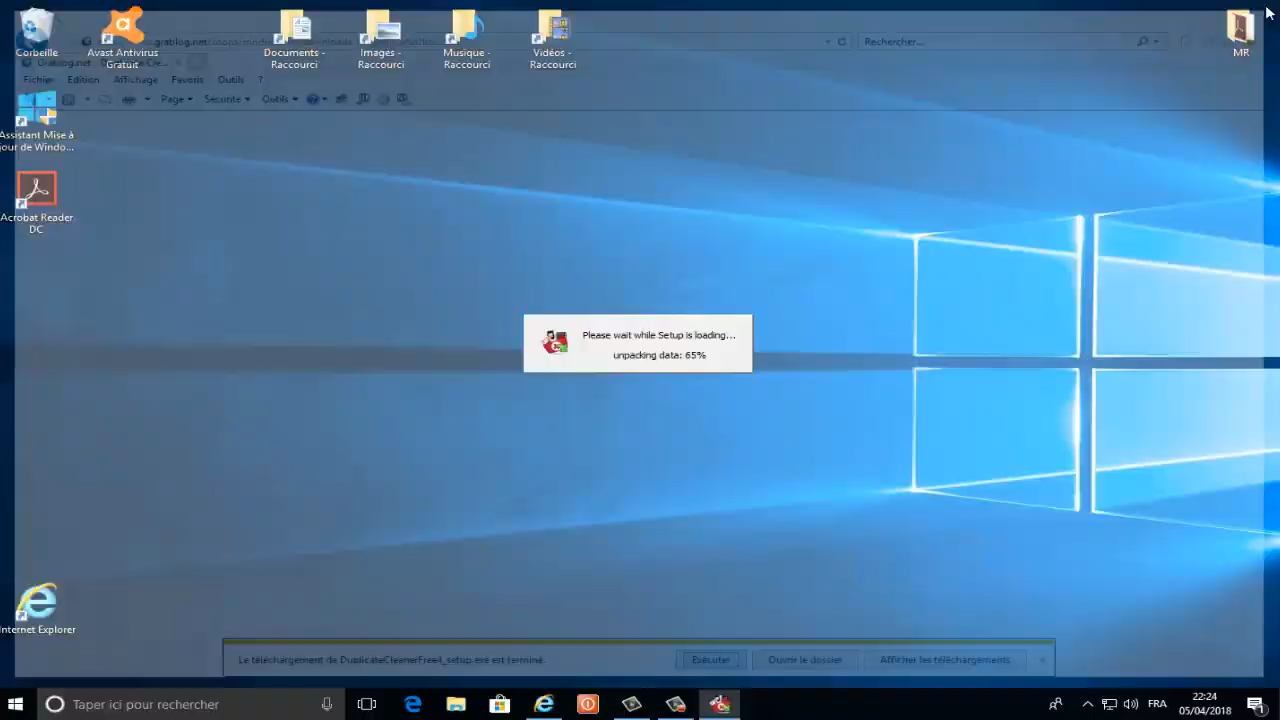 Corbeille
Avast Antivirus
Gratuit
Documents -
Raccourci
Images -
Raccourci
Musique -
Raccourci
Vidéos -
Raccourci
MR
Rechercher...
Fichier Edition Affichage Favoris Outils ?
Page Sécurité Outils
Assistant Mise à
jour de Windo...
Acrobat Reader
DC
Please wait while Setup is loading...
unpacking data: 65%
Internet Explorer
Le téléchargement de DuplicateCleanerFree4_setup.exe est terminé.
Exécuter
Ouvrir le dossier
Afficher les téléchargements
Taper ici pour rechercher
FRA
22:24
05/04/2018
1